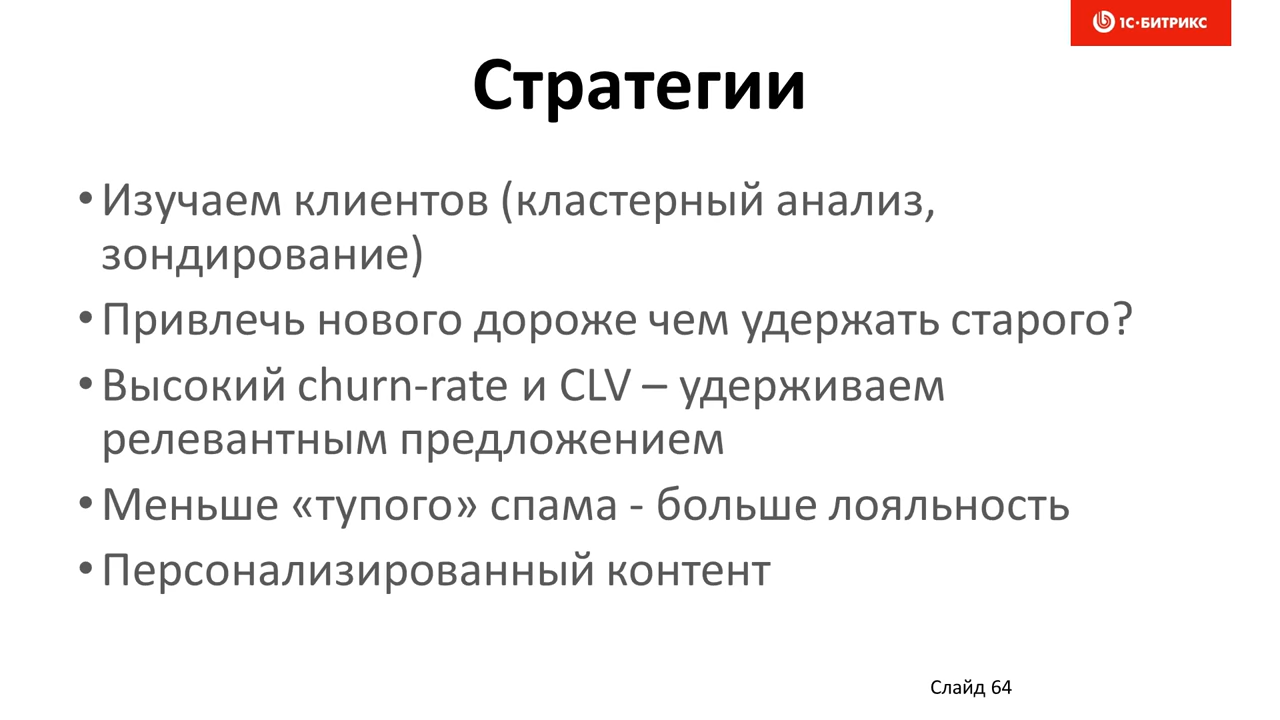 1С·БИТРИКС
Стратегии
•Изучаем клиентов (кластерный анализ,
зондирование)
•Привлечь нового дороже чем удержать старого?
•Высокий churn-rate и CLV – удерживаем
релевантным предложением
•Меньше «тупого» спама - больше лояльность
•Персонализированный контент
Слайд 64